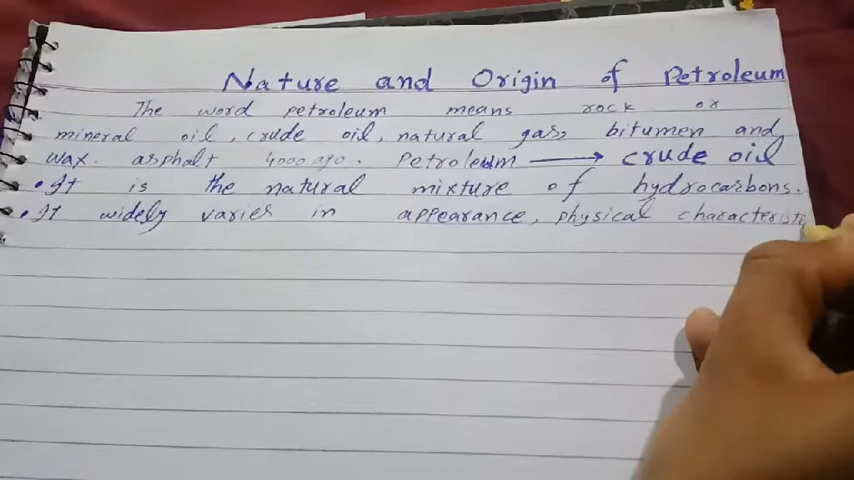 Nature and Origin of Petroleum
The word petroleum means rock or
mineral oil, crude oil, natural gas, bitumen and
wax. asphalt 4000 ago. Petroleum → crude oil
• It is the natural mixture of hydrocarbons.
• It widely varies in appearance, physical characteristi